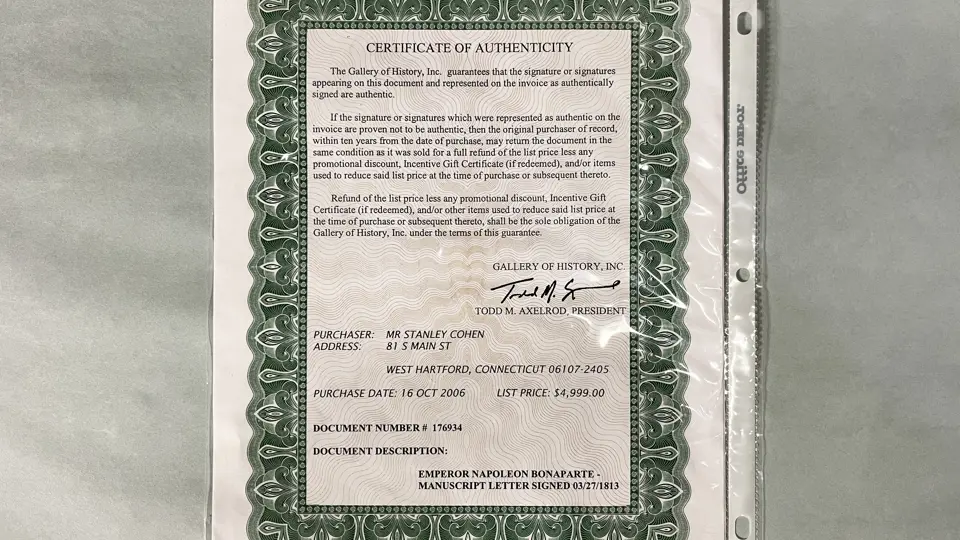 CERTIFICATE OF AUTHENTICITY
The Gallery of History, Inc. guarantees that the signature or signatures
appearing on this document and represented on the invoice as authentically
signed are authentic.
If the signature or signatures which were represented as authentic on the
invoice are proven not to be authentic, then the original purchaser of record,
within ten years from the date of purchase, may return the document in the
same condition as it was sold for a full refund of the list price less any
promotional discount, Incentive Gift Certificate (if redeemed), and/or items
used to reduce said list price at the time of purchase or subsequent thereto.
Refund of the list price less any promotional discount, Incentive Gift
Certificate (if redeemed), and/or other items used to reduce said list price at
the time of purchase or subsequent thereto, shall be the sole obligation of the
Gallery of History, Inc. under the terms of this guarantee.
GALLERY OF HISTORY, INC.
TODD M. AXELROD, PRESIDENT
PURCHASER: MR STANLEY COHEN
ADDRESS: 81 S MAIN ST
WEST HARTFORD, CONNECTICUT 06107-2405
PURCHASE DATE: 16 OCT 2006 LIST PRICE: $4,999.00
DOCUMENT NUMBER # 176934
DOCUMENT DESCRIPTION:
EMPEROR NAPOLEON BONAPARTE -
MANUSCRIPT LETTER SIGNED 03/27/1813
Office DEPOT